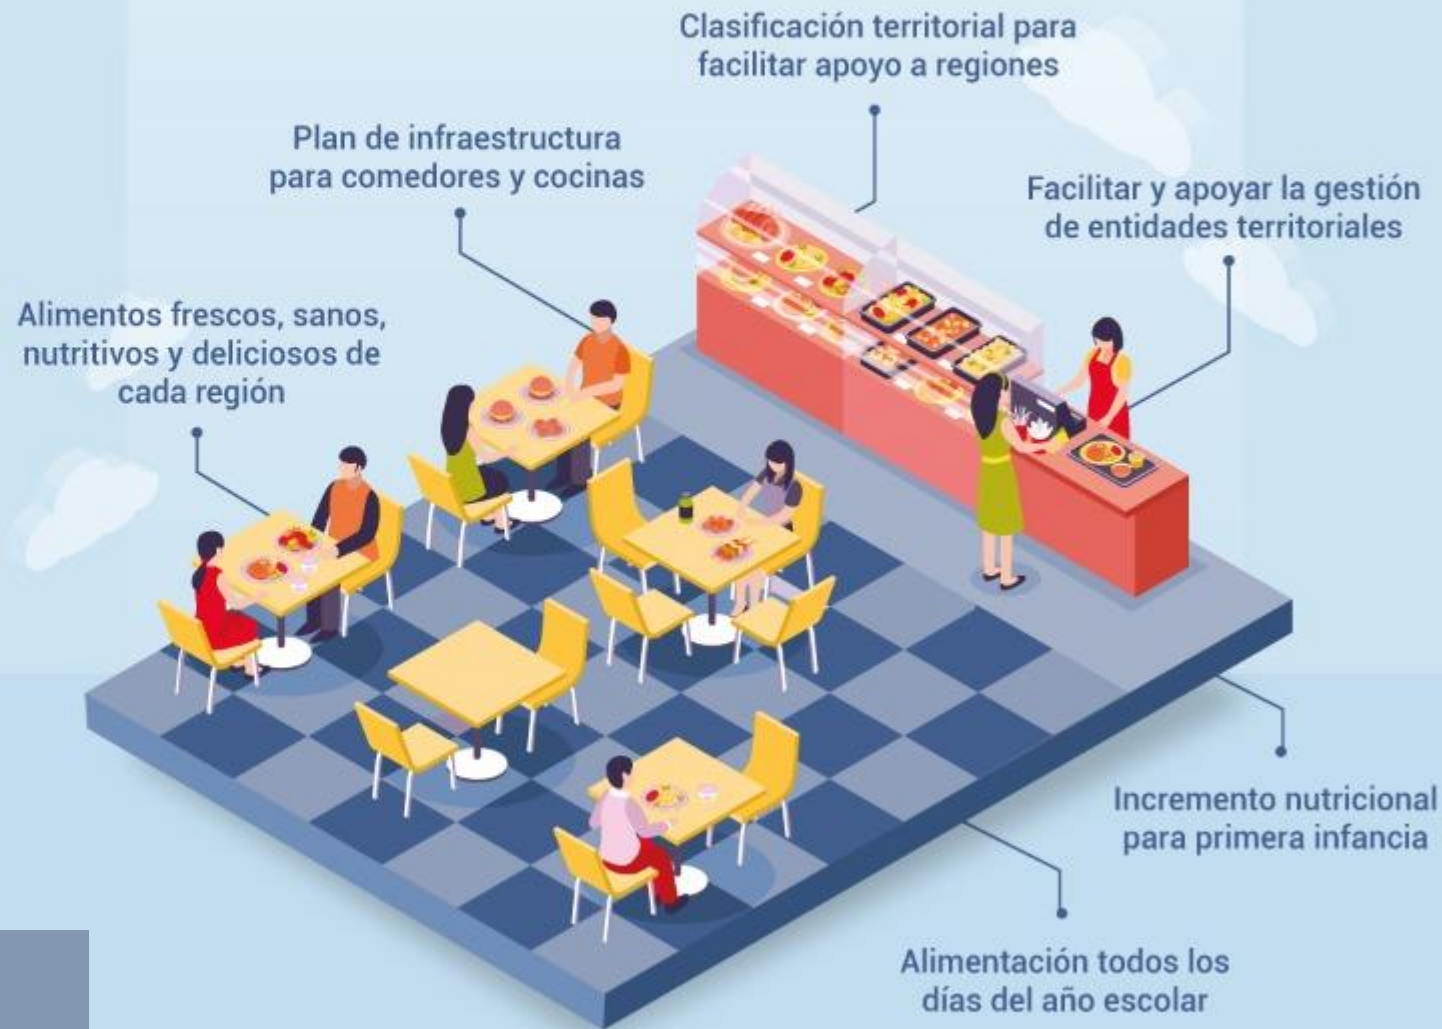 Clasificación territorial para
facilitar apoyo a regiones
Plan de infraestructura
para comedores y cocinas
Facilitar y apoyar la gestión
de entidades territoriales
Alimentos frescos, sanos,
nutritivos y deliciosos de
cada región
Incremento nutricional
para primera infancia
Alimentación todos los
días del año escolar